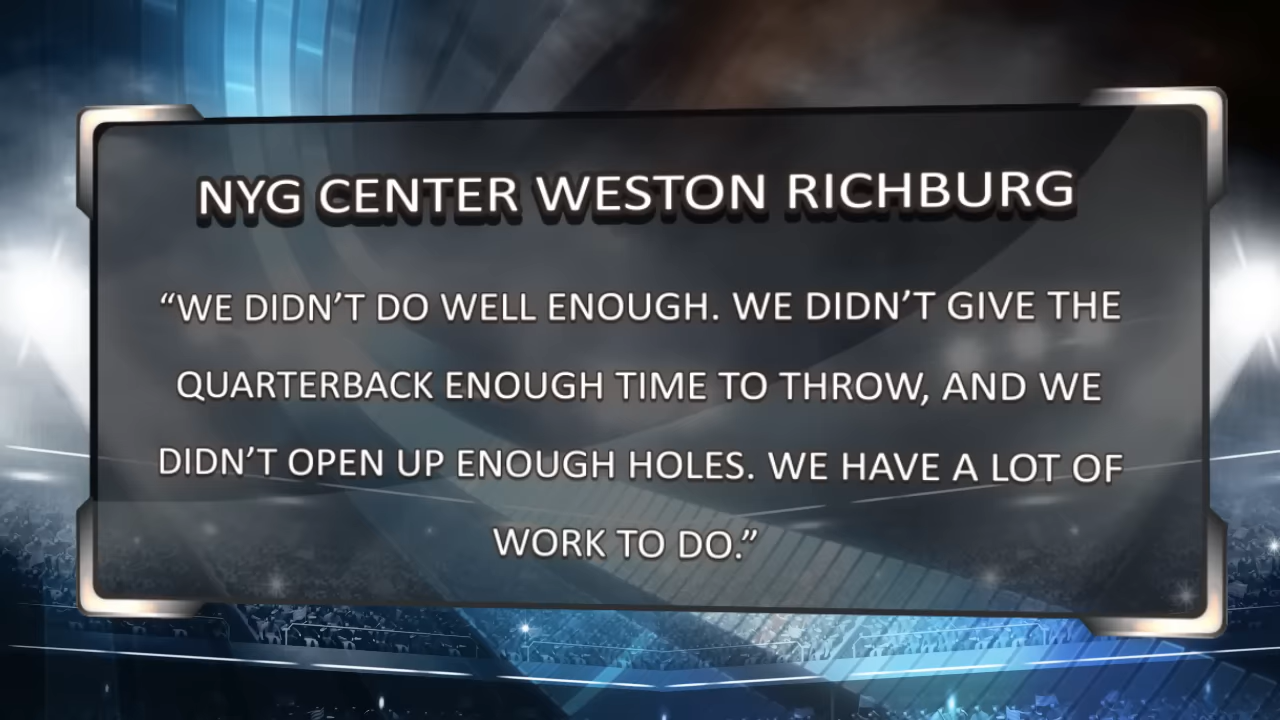 NYG CENTER WESTON RICHBURG
“WE DIDN’T DO WELL ENOUGH. WE DIDN’T GIVE THE
QUARTERBACK ENOUGH TIME TO THROW, AND WE
DIDN’T OPEN UP ENOUGH HOLES. WE HAVE A LOT OF
WORK TO DO.”